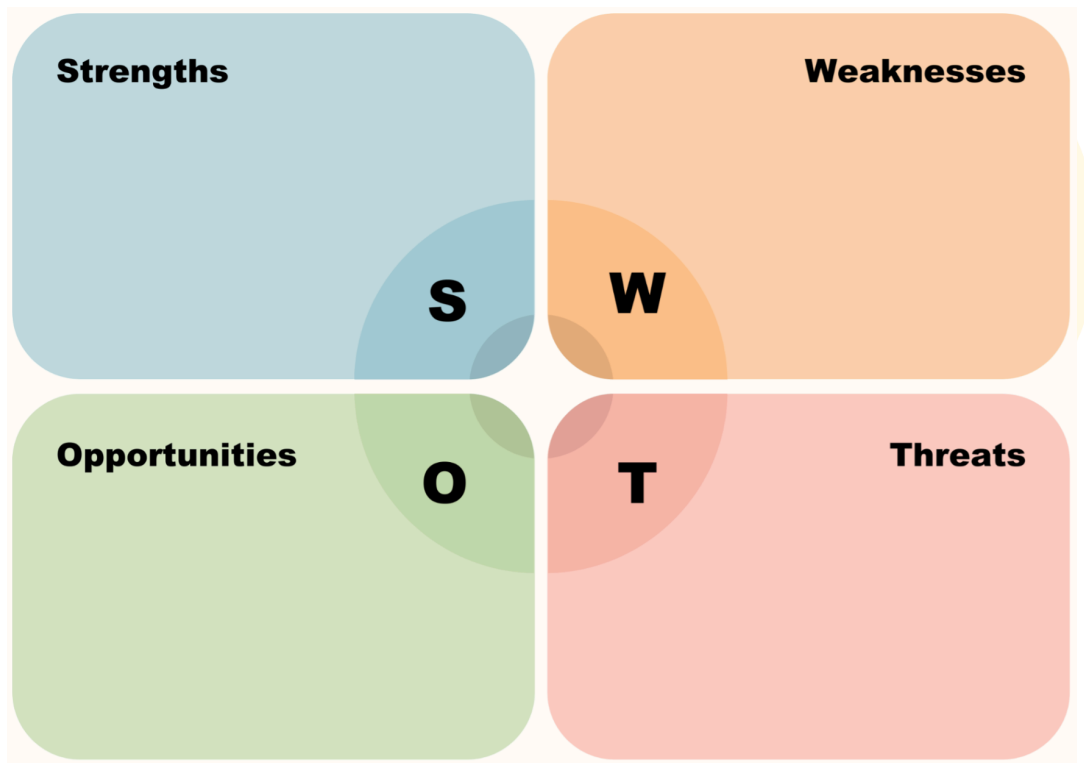 Strengths
Weaknesses
S
W
Opportunities
Threats
O
T